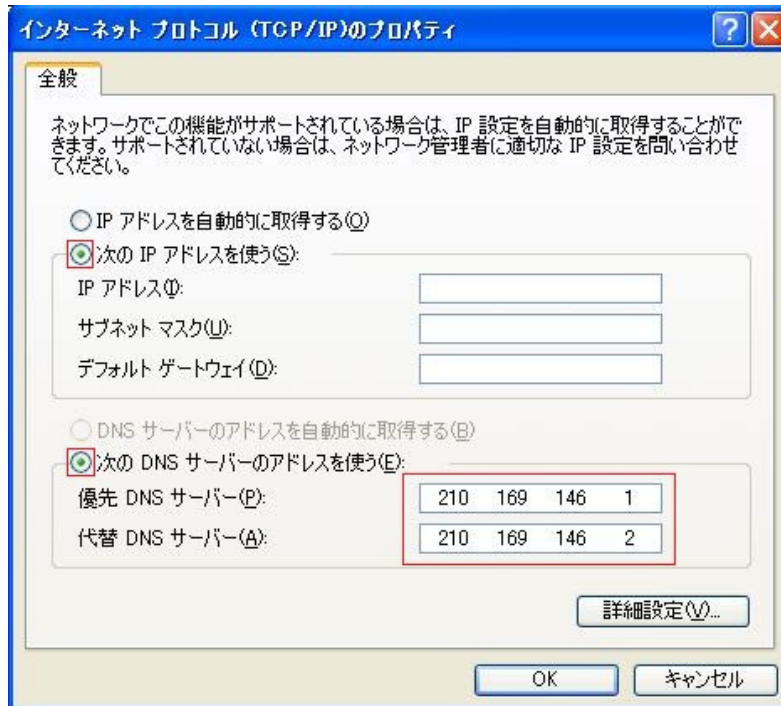 インターネット プロトコル (TCP/IP)のプロパティ
全般
ネットワークでこの機能がサポートされている場合は、IP 設定を自動的に取得することがで
きます。サポートされていない場合は、ネットワーク管理者に適切な IP 設定を問い合わせ
てください。
IP アドレスを自動的に取得する(O)
次の IP アドレスを使う(S):
IP アドレス(I):
サブネット マスク(U):
デフォルト ゲートウェイ(D):
DNS サーバーのアドレスを自動的に取得する(B)
次の DNS サーバーのアドレスを使う(E):
優先 DNS サーバー(P): 210 169 146 1
代替 DNS サーバー(A): 210 169 146 2
詳細設定(V)...
OK キャンセル